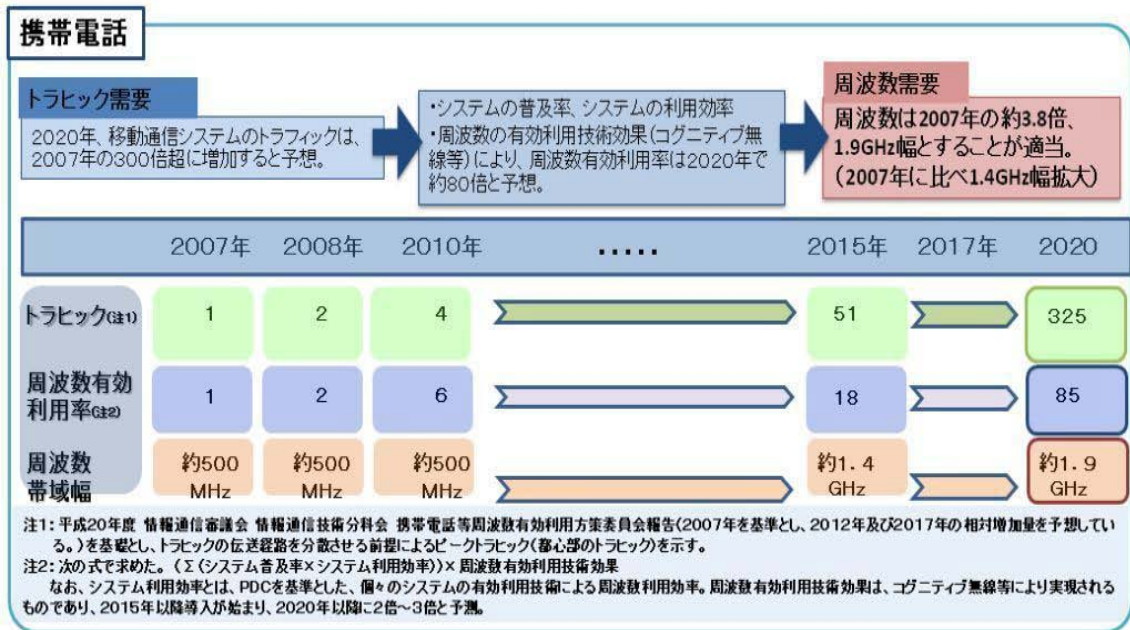 携帯電話
トラヒック需要
2020年、移動通信システムのトラフィックは、
2007年の300倍超に増加すると予想。
・システムの普及率、システムの利用効率
・周波数の有効利用技術効果(コグニティブ無
線等)により、周波数有効利用率は2020年で
約80倍と予想。
周波数需要
周波数は2007年の約3.8倍、
1.9GHz幅とすることが適当。
(2007年に比べ1.4GHz幅拡大)
2007年 2008年 2010年 ..... 2015年 2017年 2020
トラヒック(注1) 1 2 4 51 325
周波数有効
利用率(注2) 1 2 6 18 85
周波数
帯域幅
約500
MHz
約500
MHz
約500
MHz
約1.4
GHz
約1.9
GHz
注1:平成20年度 情報通信審議会 情報通信技術分科会 携帯電話等周波数有効利用方策委員会報告(2007年を基準とし、2012年及び2017年の相対増加量を予想してい
る。)を基礎とし、トラヒックの伝送経路を分散させる前提によるピークトラヒック(都心部のトラヒック)を示す。
注2:次の式で求めた。(Σ(システム普及率×システム利用効率))×周波数有効利用技術効果
なお、システム利用効率とは、PDCを基準とした、個々のシステムの有効利用技術による周波数利用効率。周波数有効利用技術効果は、コグニティブ無線等により実現される
ものであり、2015年以降導入が始まり、2020年以降に2倍~3倍と予測。